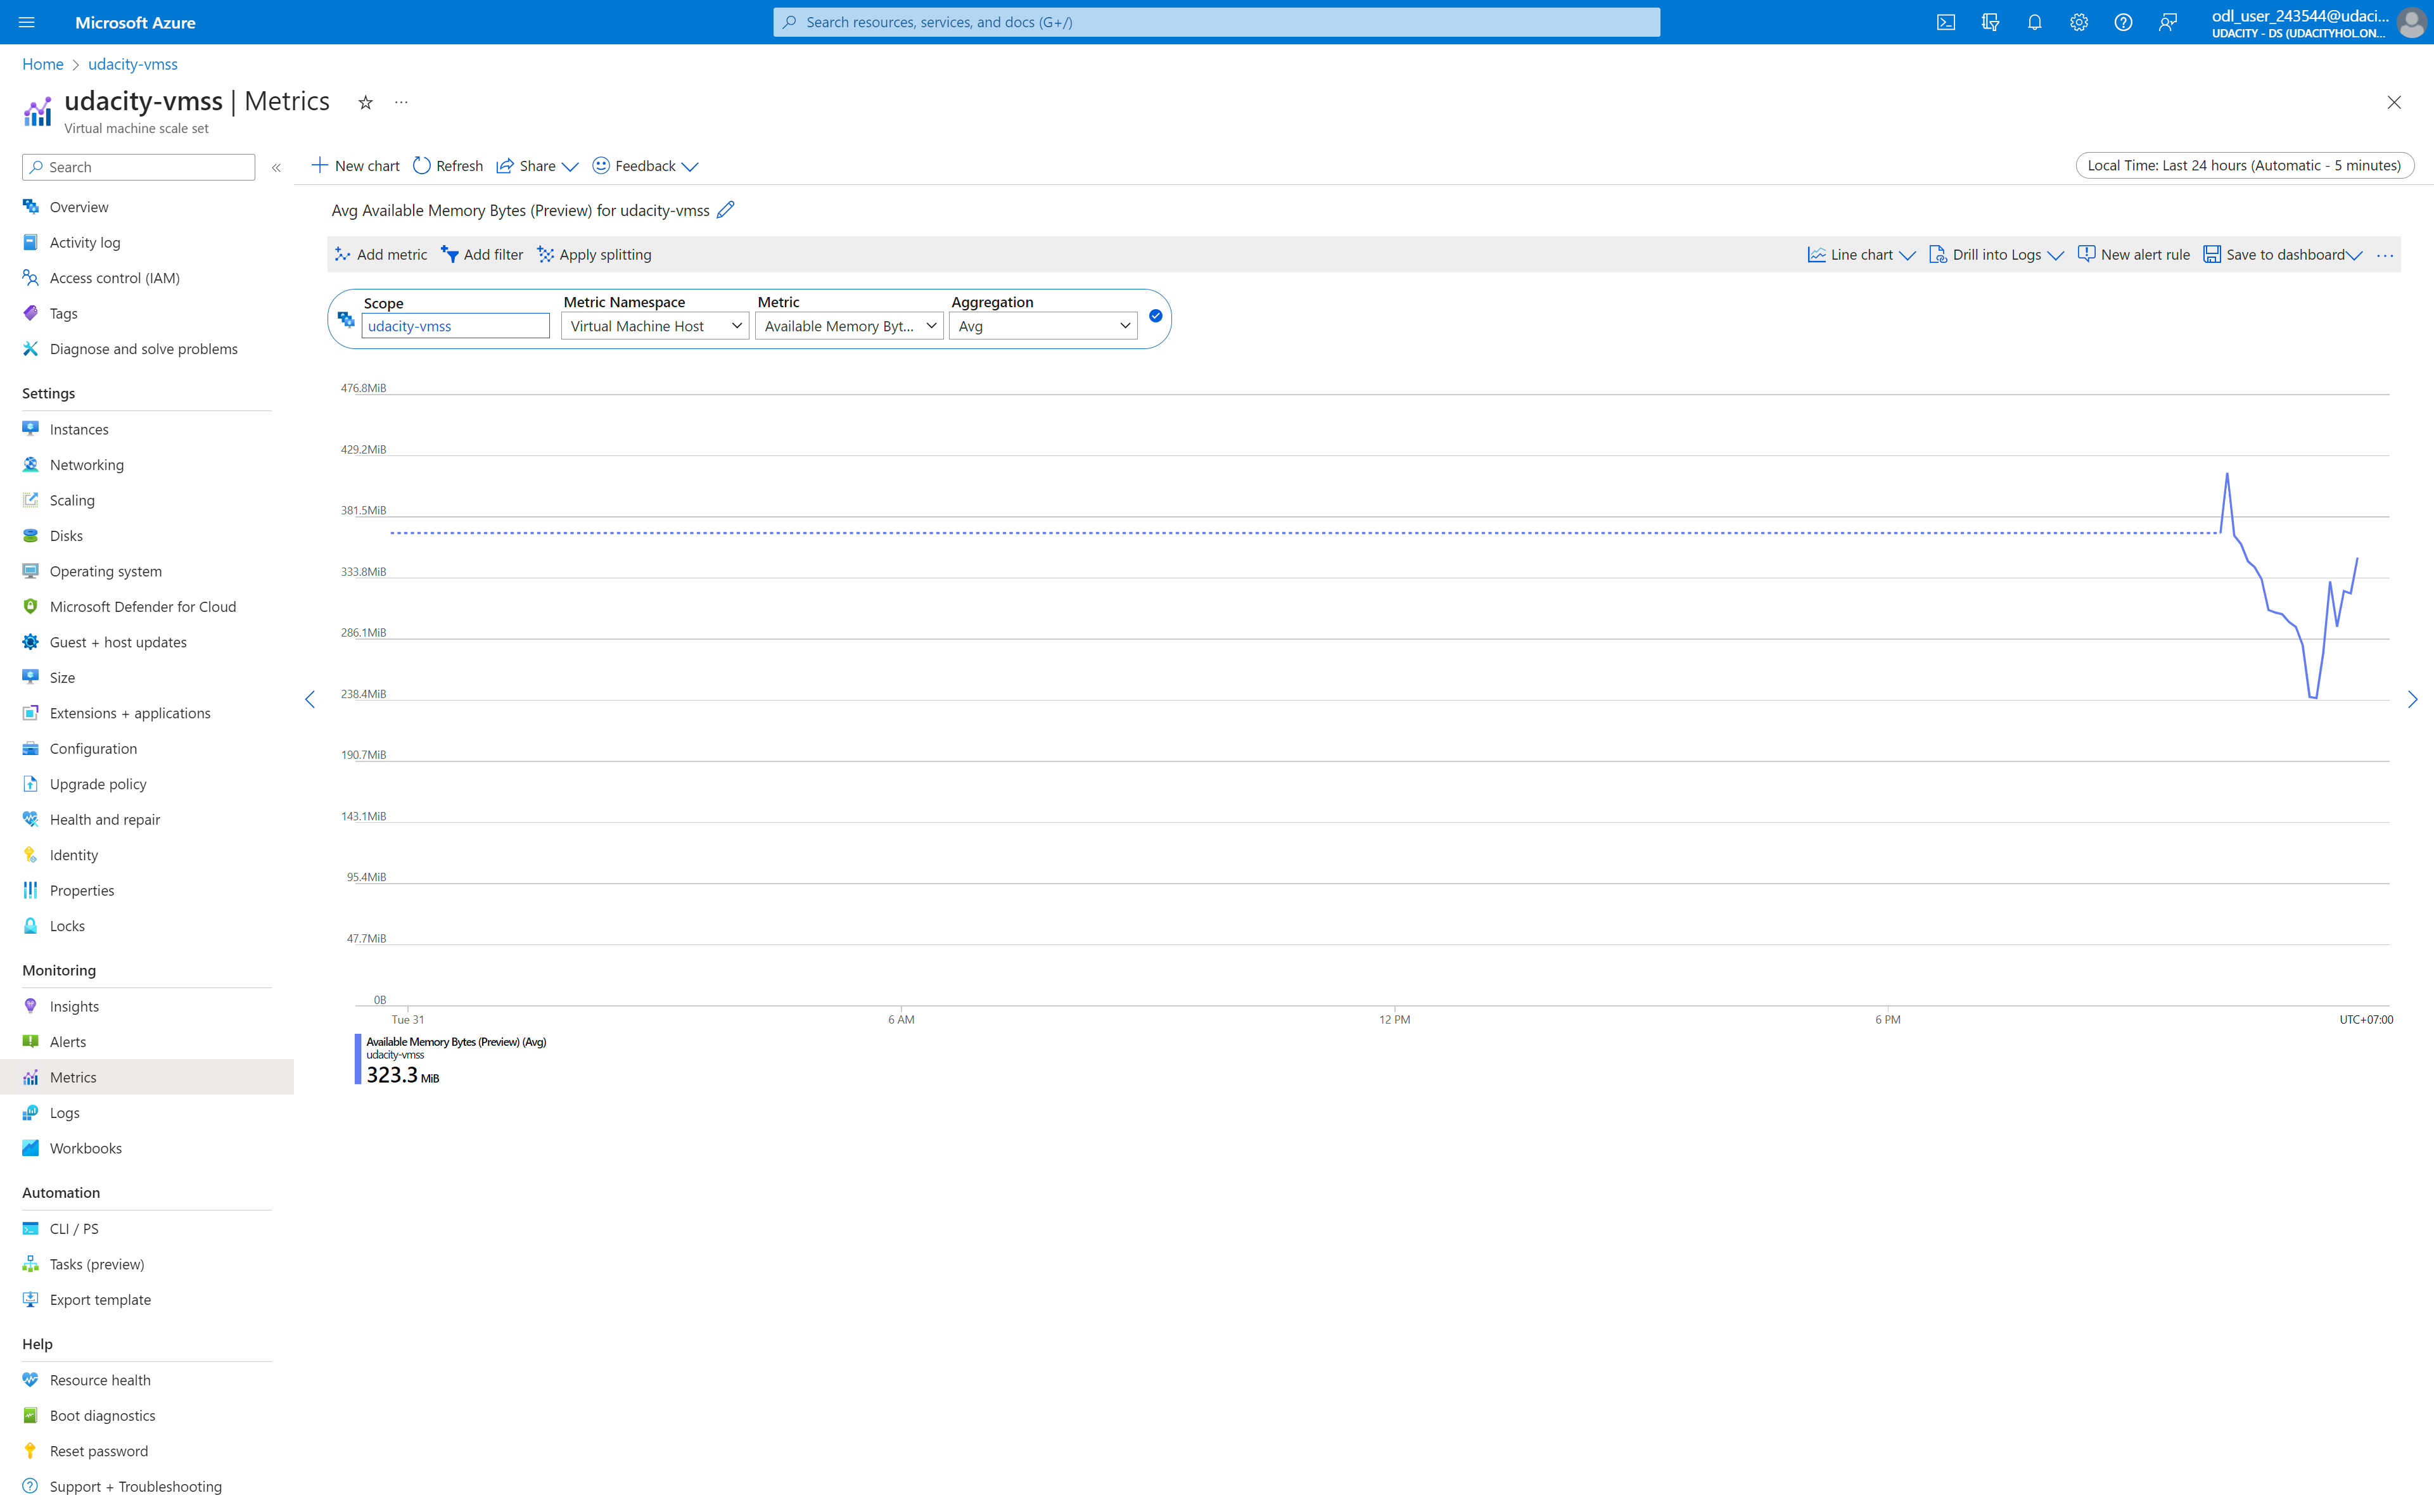 Microsoft Azure
Search resources, services, and docs (G+/)
odl_user_243544@udaci...
UDACITY - DS (UDACITYHOL.ON...
Home > udacity-vmss
udacity-vmss | Metrics
Virtual machine scale set
Search
New chart
Refresh
Share
Feedback
Local Time: Last 24 hours (Automatic - 5 minutes)
Overview
Activity log
Access control (IAM)
Tags
Diagnose and solve problems
Settings
Instances
Networking
Scaling
Disks
Operating system
Microsoft Defender for Cloud
Guest + host updates
Size
Extensions + applications
Configuration
Upgrade policy
Health and repair
Identity
Properties
Locks
Monitoring
Insights
Alerts
Metrics
Logs
Workbooks
Automation
CLI / PS
Tasks (preview)
Export template
Help
Resource health
Boot diagnostics
Reset password
Support + Troubleshooting
Avg Available Memory Bytes (Preview) for udacity-vmss
Add metric
Add filter
Apply splitting
Line chart
Drill into Logs
New alert rule
Save to dashboard
Scope
udacity-vmss
Metric Namespace
Virtual Machine Host
Metric
Available Memory Byt...
Aggregation
Avg
476.8MiB
429.2MiB
381.5MiB
333.8MiB
286.1MiB
238.4MiB
190.7MiB
143.1MiB
95.4MiB
47.7MiB
0B
Tue 31
6 AM
12 PM
6 PM
UTC+07:00
Available Memory Bytes (Preview) (Avg)
udacity-vmss
323.3 MiB